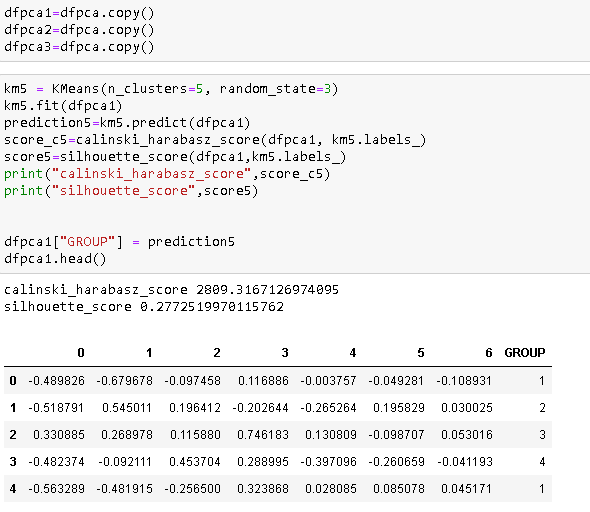 dfpca1=dfpca.copy()
dfpca2=dfpca.copy()
dfpca3=dfpca.copy()
km5 = KMeans(n_clusters=5, random_state=3)
km5.fit(dfpca1)
prediction5=km5.predict(dfpca1)
score_c5=calinski_harabasz_score(dfpca1, km5.labels_)
score5=silhouette_score(dfpca1,km5.labels_)
print("calinski_harabasz_score",score_c5)
print("silhouette_score",score5)
dfpca1["GROUP"] = prediction5
dfpca1.head()
calinski_harabasz_score 2809.3167126974095
silhouette_score 0.2772519970115762
0 1 2 3 4 5 6 GROUP
0 -0.489826 -0.679678 -0.097458 0.116886 -0.003757 -0.049281 -0.108931 1
1 -0.518791 0.545011 0.196412 -0.202644 -0.265264 0.195829 0.030025 2
2 0.330885 0.268978 0.115880 0.746183 0.130809 -0.098707 0.053016 3
3 -0.482374 -0.092111 0.453704 0.288995 -0.397096 -0.260659 -0.041193 4
4 -0.563289 -0.481915 -0.256500 0.323868 0.028085 0.085078 0.045171 1